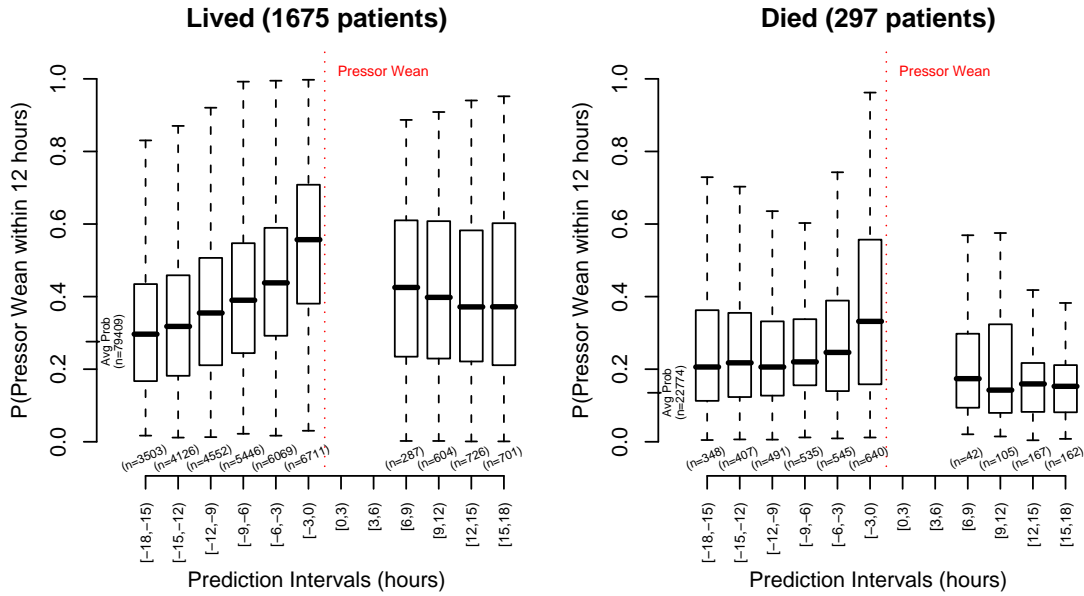 Lived (1675 patients)
P(Pressor Wean within 12 hours)
1.0
0.8
0.6
0.4
0.2
0.0
Avg Prob
(n=79409)
Pressor Wean
(n=3503)
(n=4126)
(n=4552)
(n=5446)
(n=6069)
(n=6711)
(n=287)
(n=604)
(n=726)
(n=701)
[−18,−15)
[−15,−12)
[−12,−9)
[−9,−6)
[−6,−3)
[−3,0)
[0,3)
[3,6)
[6,9)
[9,12)
[12,15)
[15,18)
Prediction Intervals (hours)
Died (297 patients)
P(Pressor Wean within 12 hours)
1.0
0.8
0.6
0.4
0.2
0.0
Avg Prob
(n=22774)
Pressor Wean
(n=348)
(n=407)
(n=491)
(n=535)
(n=545)
(n=640)
(n=42)
(n=105)
(n=167)
(n=162)
[−18,−15)
[−15,−12)
[−12,−9)
[−9,−6)
[−6,−3)
[−3,0)
[0,3)
[3,6)
[6,9)
[9,12)
[12,15)
[15,18)
Prediction Intervals (hours)